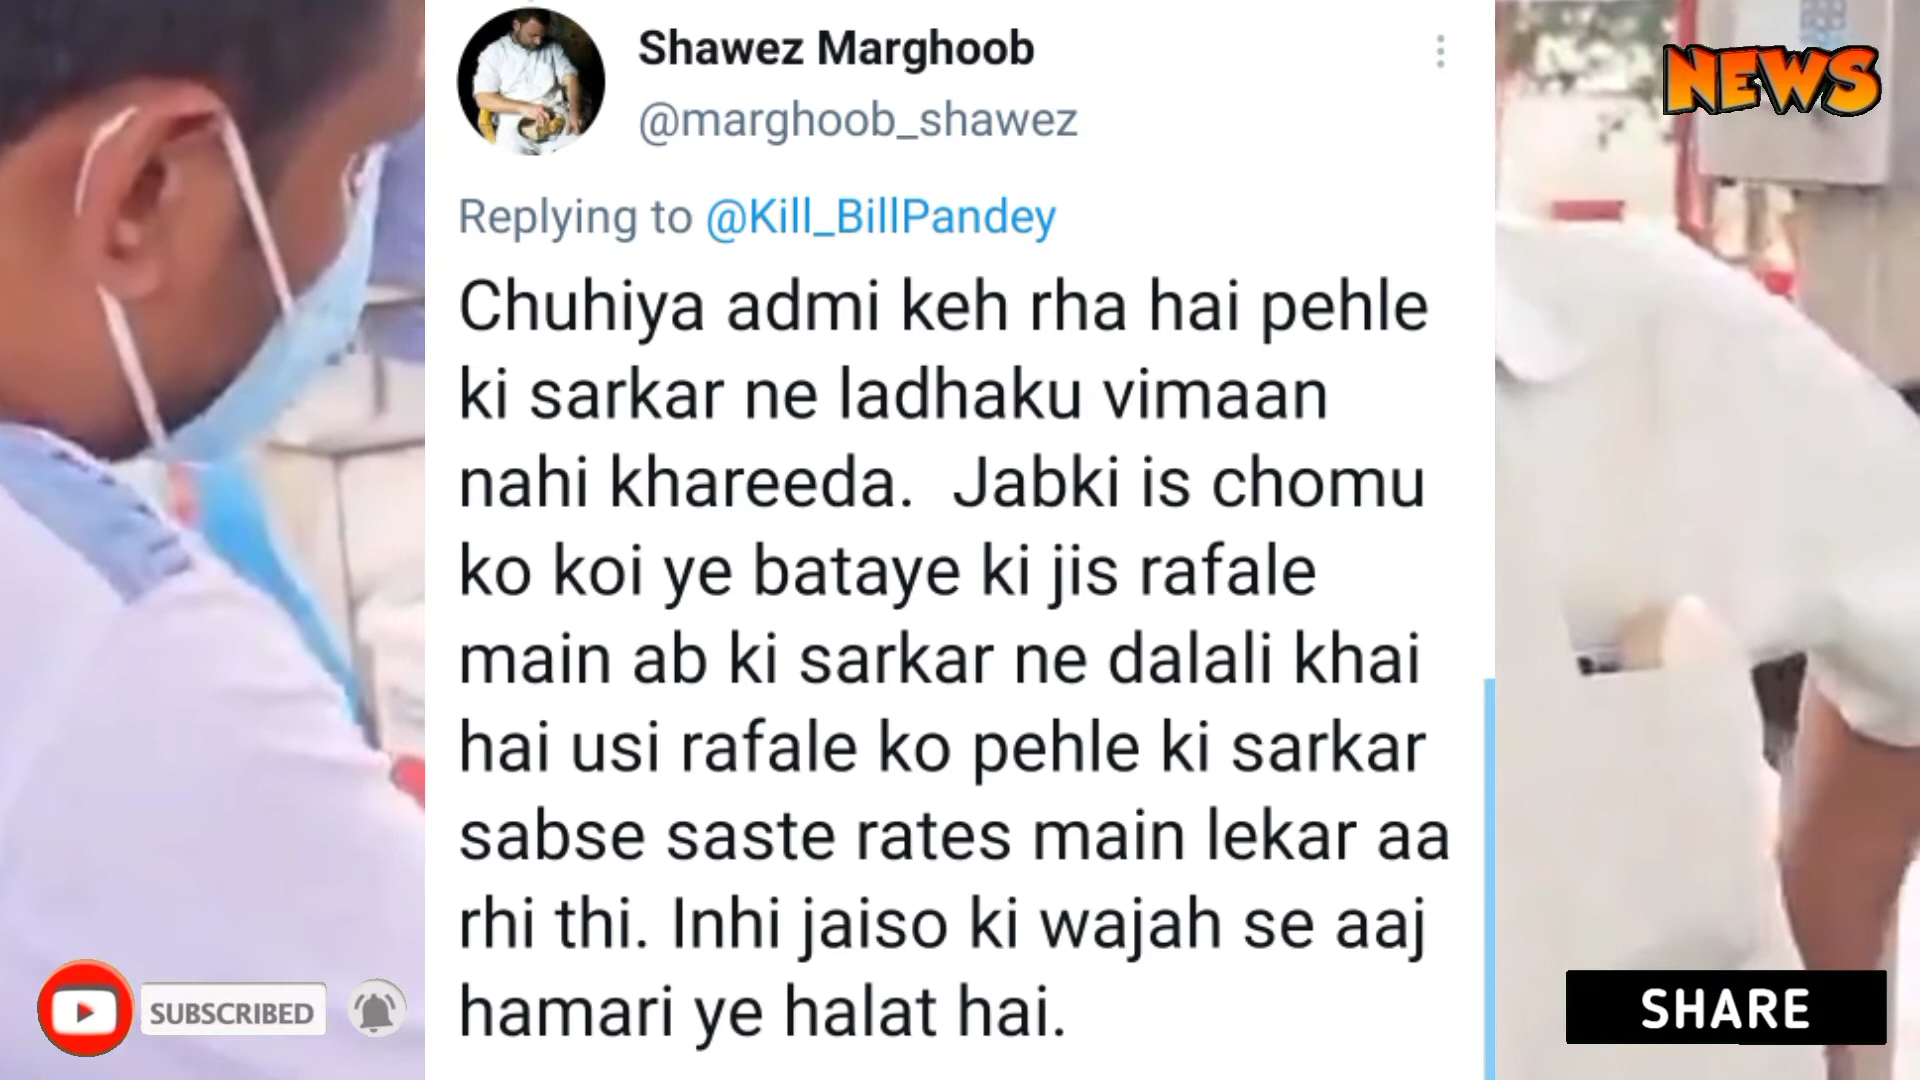 Shawez Marghoob
@marghoob_shawez
NEWS
Replying to @Kill_BillPandey
Chuhiya admi keh rha hai pehle
ki sarkar ne ladhaku vimaan
nahi khareeda.  Jabki is chomu
ko koi ye bataye ki jis rafale
main ab ki sarkar ne dalali khai
hai usi rafale ko pehle ki sarkar
sabse saste rates main lekar aa
rhi thi. Inhi jaiso ki wajah se aaj
hamari ye halat hai.
SUBSCRIBED
SHARE